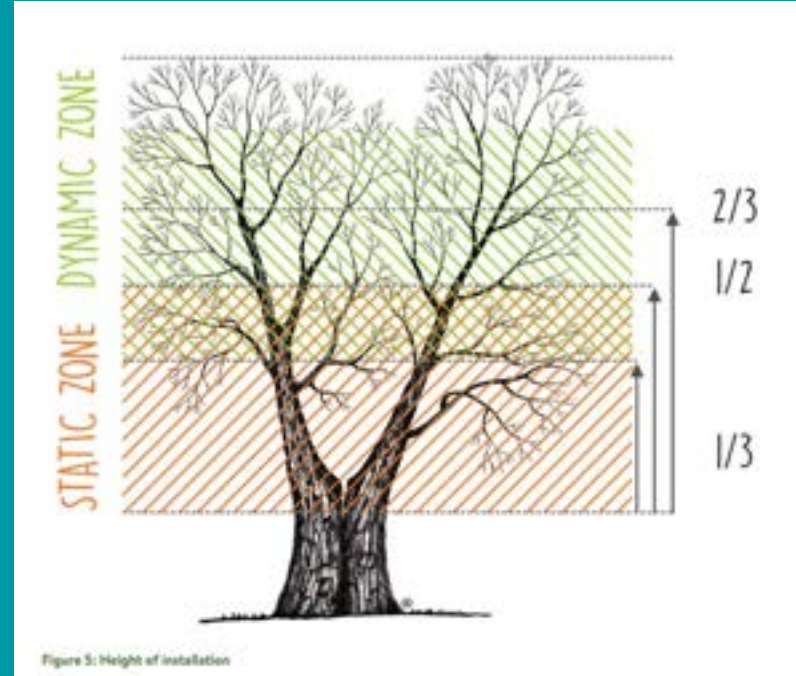 DYNAMIC ZONE
STATIC ZONE
2/3
1/2
1/3
Figure 5: Height of installation